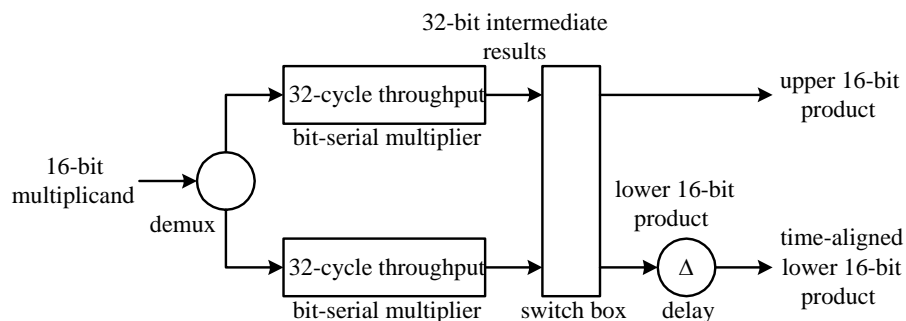 32-bit intermediate
results
32-cycle throughput
bit-serial multiplier
upper 16-bit
product
16-bit
multiplicand
demux
lower 16-bit
product
32-cycle throughput
bit-serial multiplier
switch box
Δ
delay
time-aligned
lower 16-bit
product